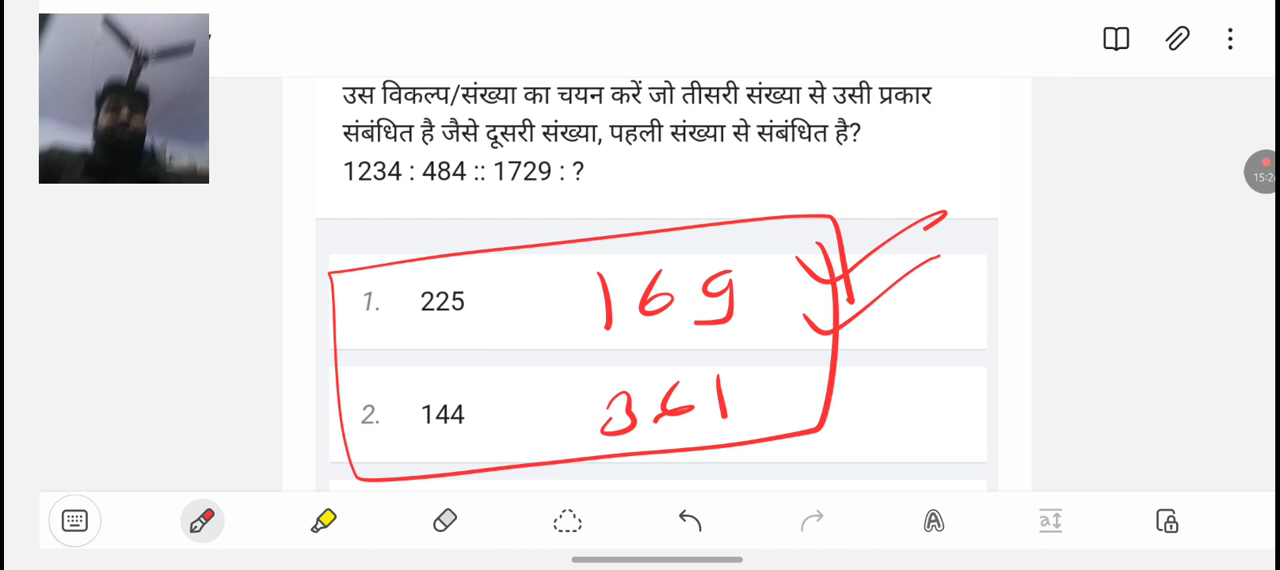 उस विकल्प/संख्या का चयन करें जो तीसरी संख्या से उसी प्रकार
संबंधित है जैसे दूसरी संख्या, पहली संख्या से संबंधित है?
1234 : 484 :: 1729 : ?
1. 225 169
2. 144 361